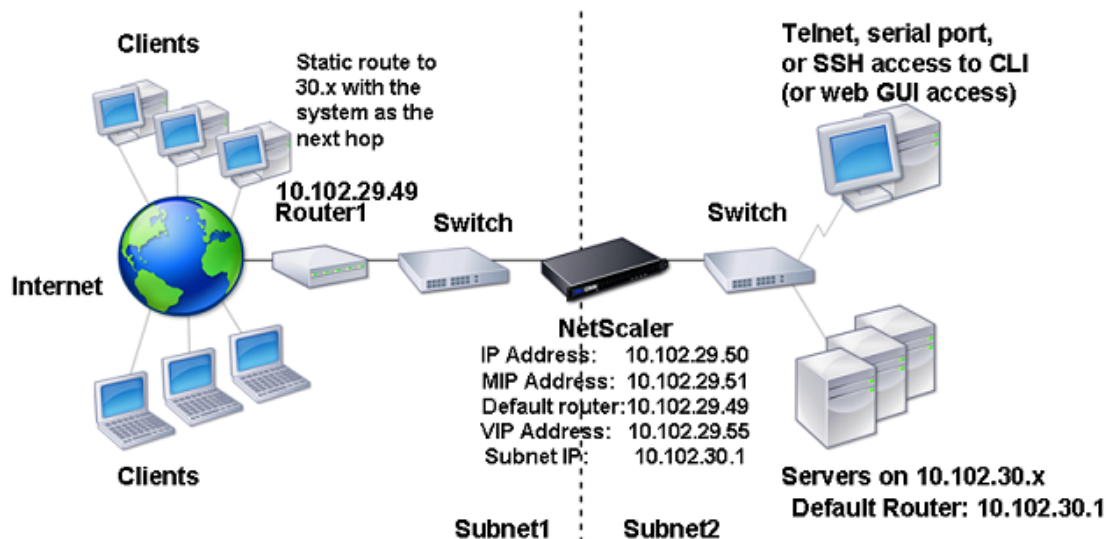 Clients
Static route to
30.x with the
system as the
next hop
10.102.29.49
Router1
Switch
Internet
Clients
NetScaler
IP Address: 10.102.29.50
MIP Address: 10.102.29.51
Default router:10.102.29.49
VIP Address: 10.102.29.55
Subnet IP: 10.102.30.1
Telnet, serial port,
or SSH access to CLI
(or web GUI access)
Switch
Servers on 10.102.30.x
Default Router: 10.102.30.1
Subnet1
Subnet2